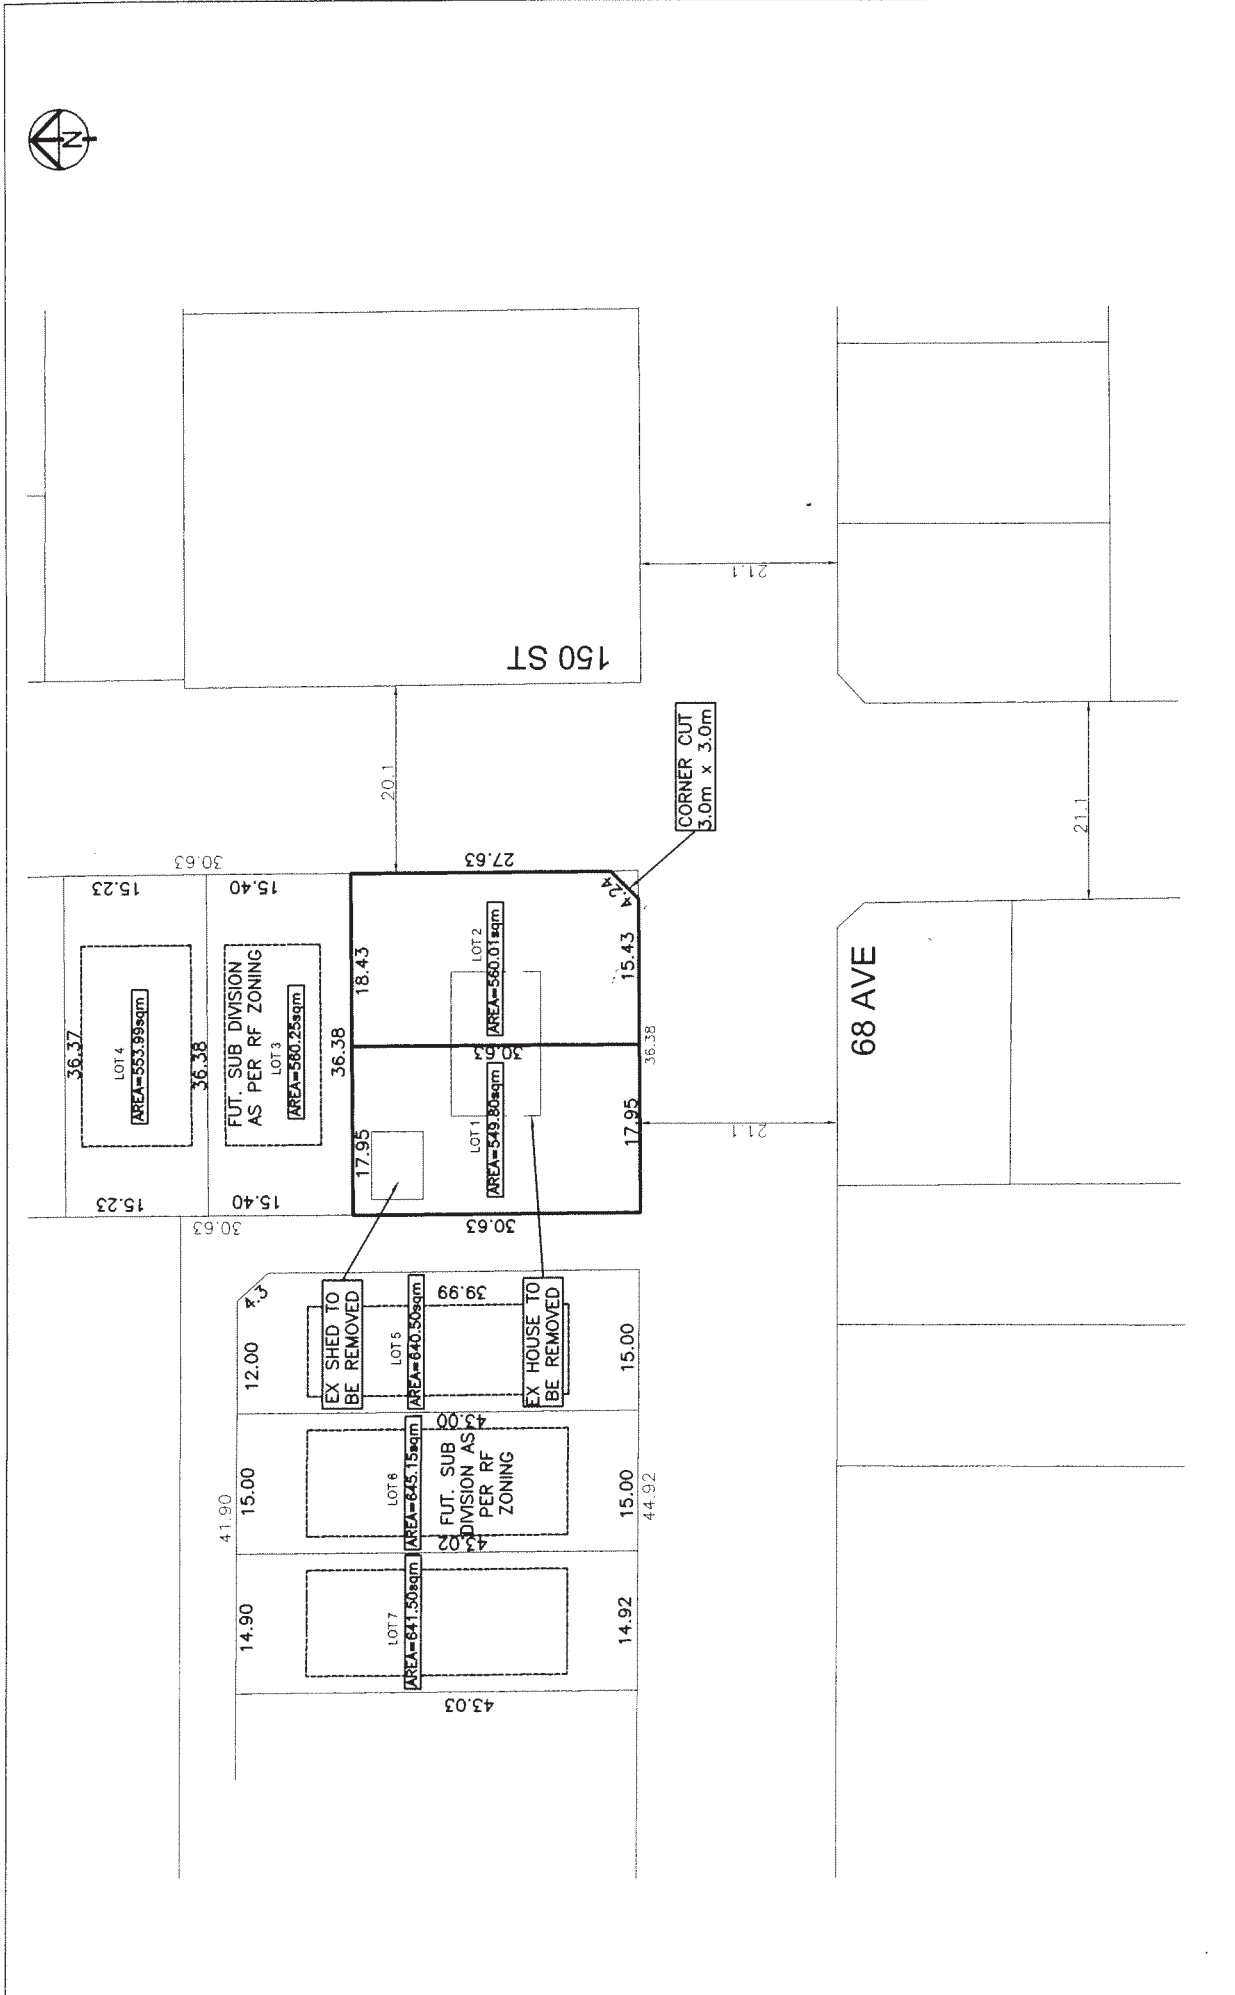 N
150 ST
68 AVE
20.1
21.1
21.1
21.1
CORNER CUT
3.0m x 3.0m
30.63
15.23
15.40
36.37
LOT 4
AREA=553.99sqm
36.38
FUT. SUB DIVISION
AS PER RF ZONING
LOT 3
AREA=560.25sqm
36.38
15.23
15.40
30.63
27.63
4.24
18.43
LOT 2
AREA=560.01sqm
15.43
30.63
36.38
17.95
LOT 1
AREA=549.80sqm
17.95
30.63
EX SHED TO
BE REMOVED
EX HOUSE TO
BE REMOVED
4.3
12.00
LOT 5
AREA=640.50sqm
39.99
15.00
43.00
41.90
15.00
LOT 6
AREA=645.15sqm
FUT. SUB
DIVISION AS
PER RF
ZONING
15.00
44.92
43.02
14.90
LOT 7
AREA=641.50sqm
14.92
43.03